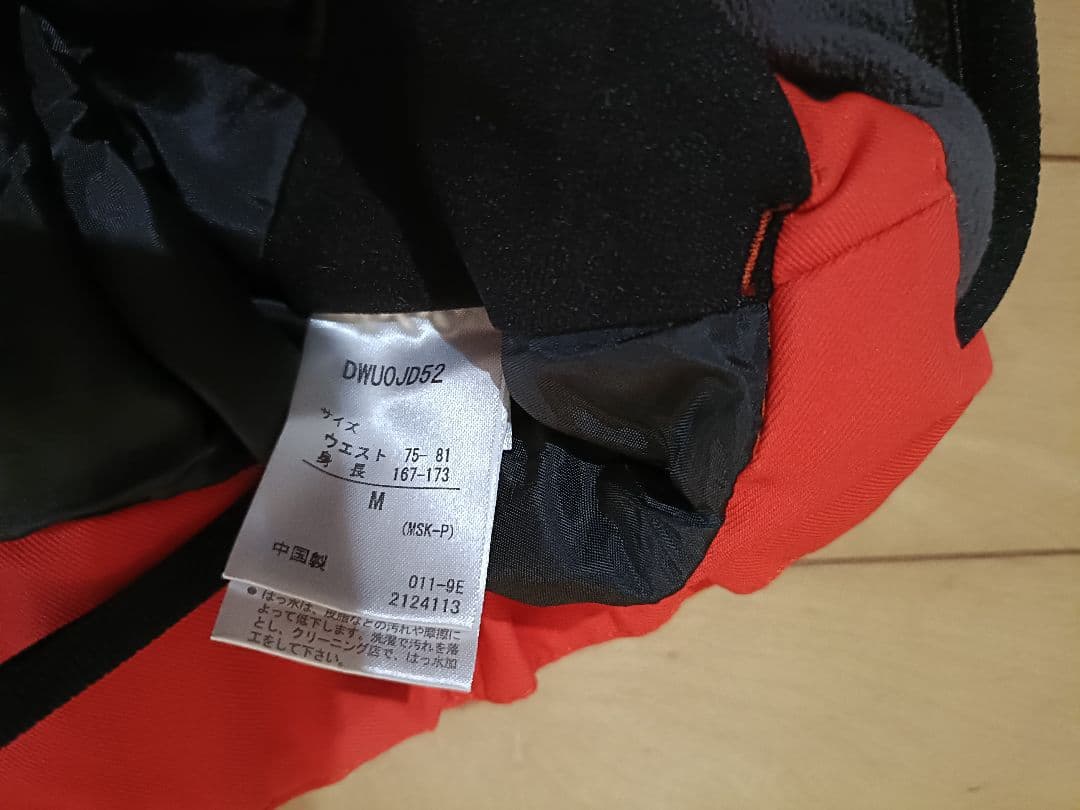 DWU0JD52
サイズ
ウエスト 75- 81
身 長 167-173
M
(MSK-P)
中国製
011-9E
2124113
● はっ水は、皮脂などの汚れや摩擦に
よって低下します。洗濯で汚れを落
とし、クリーニング店で、はっ水加
工をして下さい。